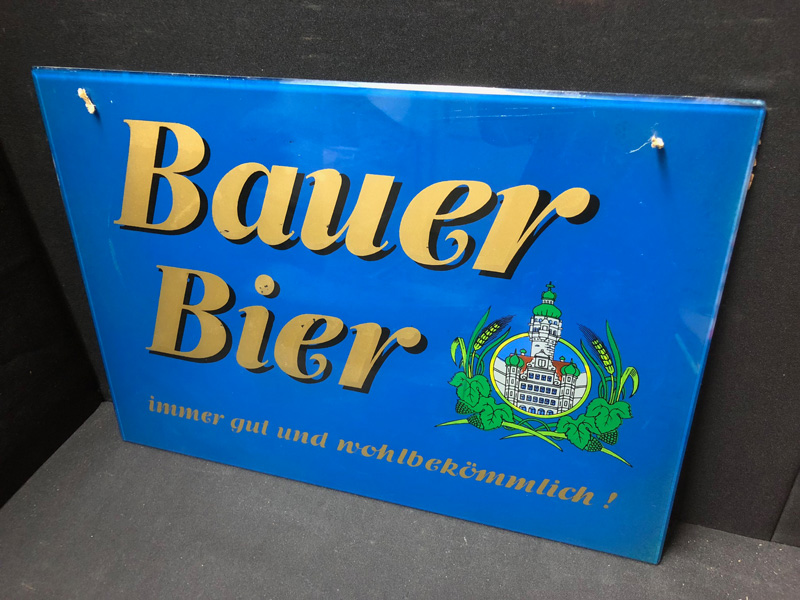 Bauer
Bier
immer gut und wohlbekömmlich !